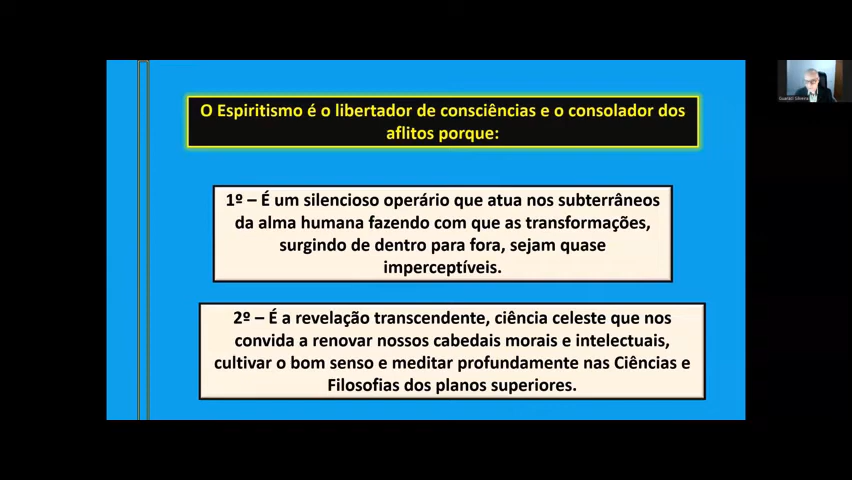 O Espiritismo é o libertador de consciências e o consolador dos
aflitos porque:
1º – É um silencioso operário que atua nos subterrâneos
da alma humana fazendo com que as transformações,
surgindo de dentro para fora, sejam quase
imperceptíveis.
2º – É a revelação transcendente, ciência celeste que nos
convida a renovar nossos cabedais morais e intelectuais,
cultivar o bom senso e meditar profundamente nas Ciências e
Filosofias dos planos superiores.